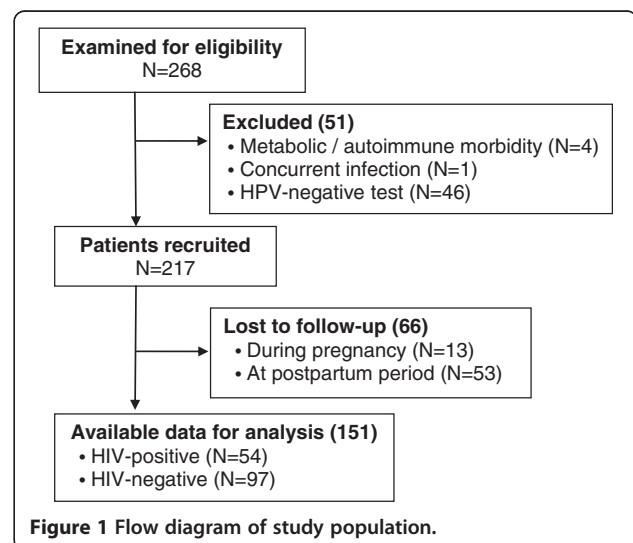 Examined for eligibility
N=268
Excluded (51)
• Metabolic / autoimmune morbidity (N=4)
• Concurrent infection (N=1)
• HPV-negative test (N=46)
Patients recruited
N=217
Lost to follow-up (66)
• During pregnancy (N=13)
• At postpartum period (N=53)
Available data for analysis (151)
• HIV-positive (N=54)
• HIV-negative (N=97)
Figure 1 Flow diagram of study population.